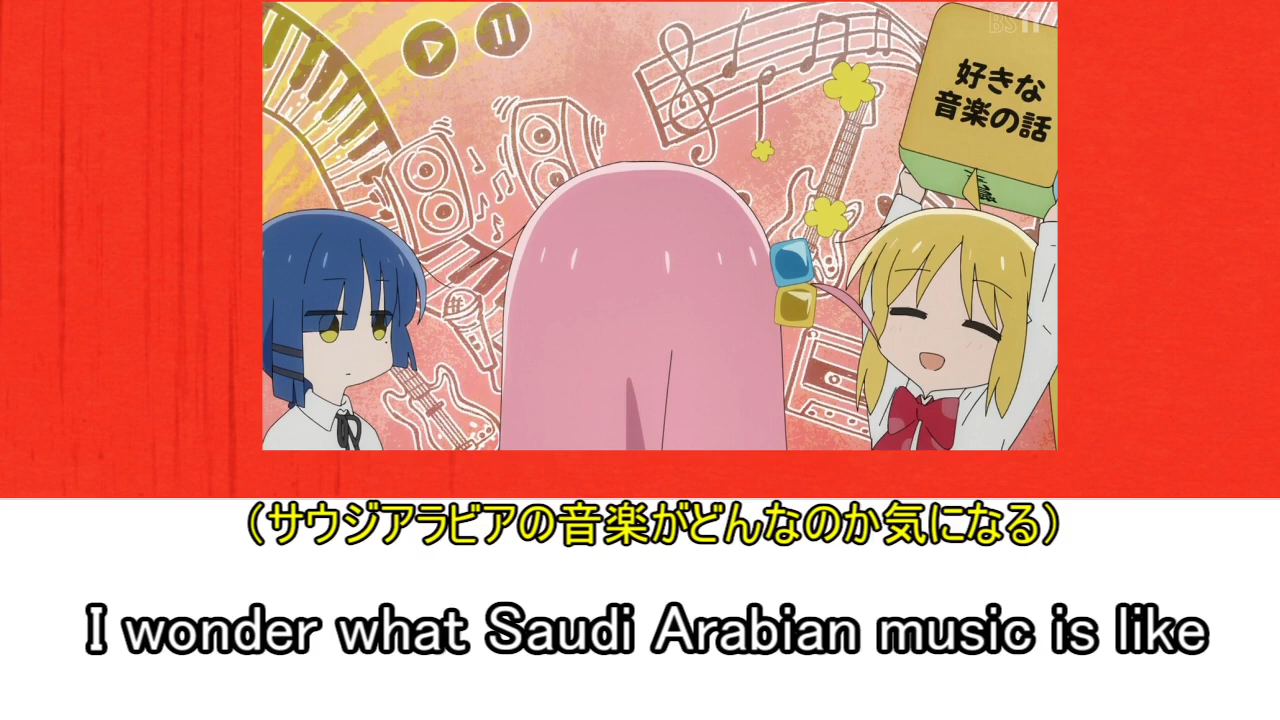 BS11
好きな
音楽の話
(サウジアラビアの音楽がどんなのか気になる)
I wonder what Saudi Arabian music is like